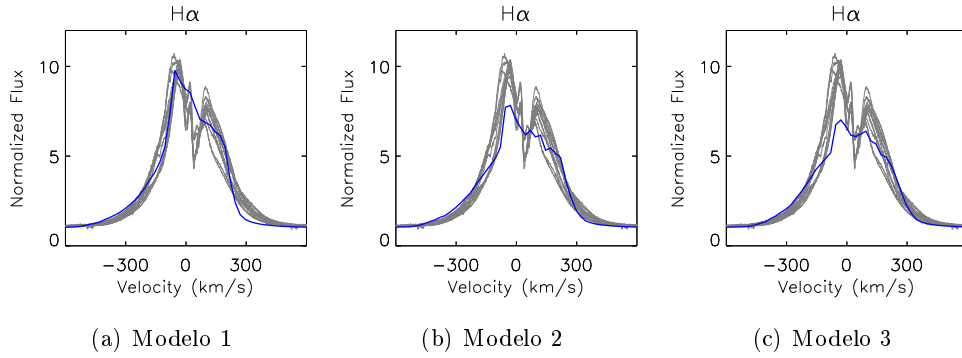 Hα
Hα
Hα
Normalized Flux
10
5
0
-300
0
300
Velocity (km/s)
Normalized Flux
10
5
0
-300
0
300
Velocity (km/s)
Normalized Flux
10
5
0
-300
0
300
Velocity (km/s)
(a) Modelo 1
(b) Modelo 2
(c) Modelo 3